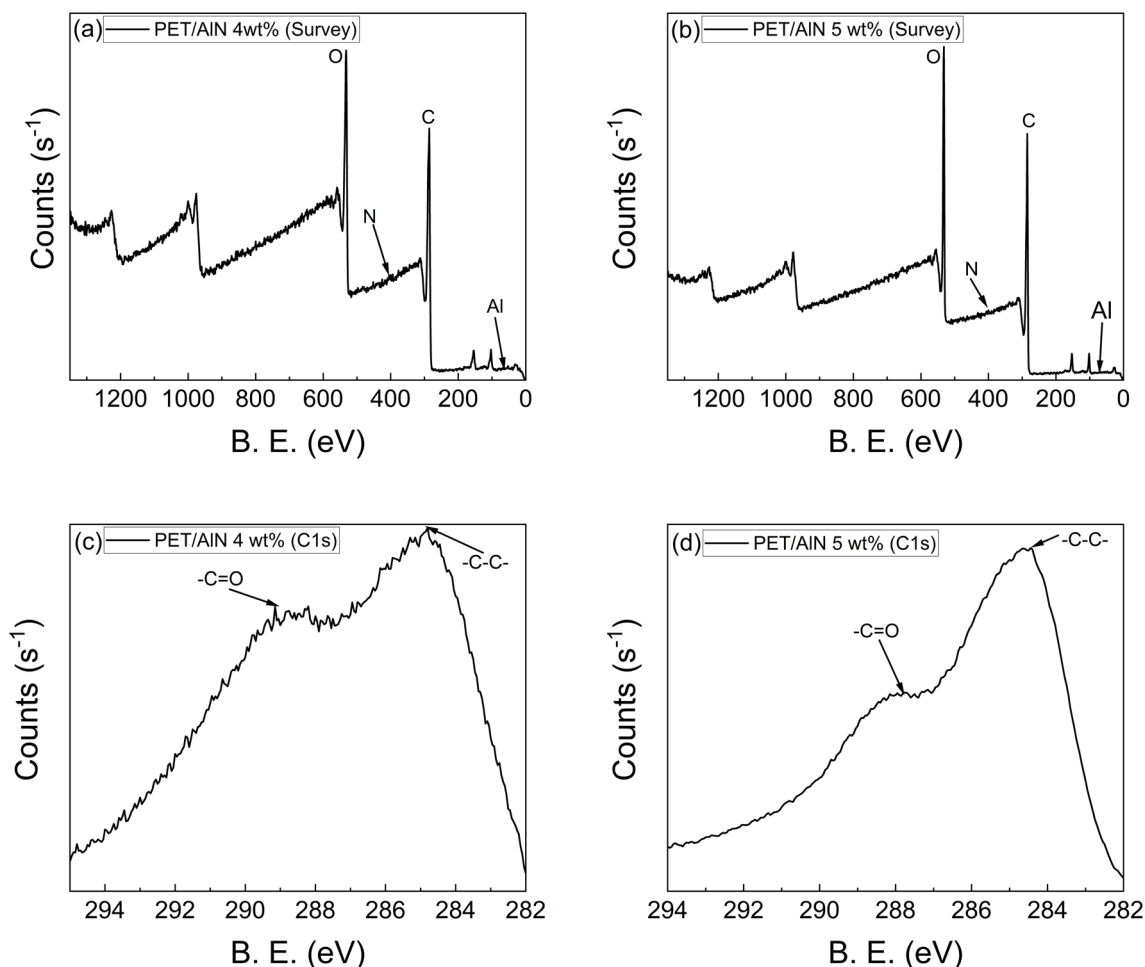 (a) PET/AlN 4wt% (Survey)
O
C
N
Al
Counts (s⁻¹)
1200 1000 800 600 400 200 0
B. E. (eV)
(b) PET/AlN 5 wt% (Survey)
O
C
N
Al
Counts (s⁻¹)
1200 1000 800 600 400 200 0
B. E. (eV)
(c) PET/AlN 4 wt% (C1s)
-C=O
-C-C-
Counts (s⁻¹)
294 292 290 288 286 284 282
B. E. (eV)
(d) PET/AlN 5 wt% (C1s)
-C-C-
-C=O
Counts (s⁻¹)
294 292 290 288 286 284 282
B. E. (eV)